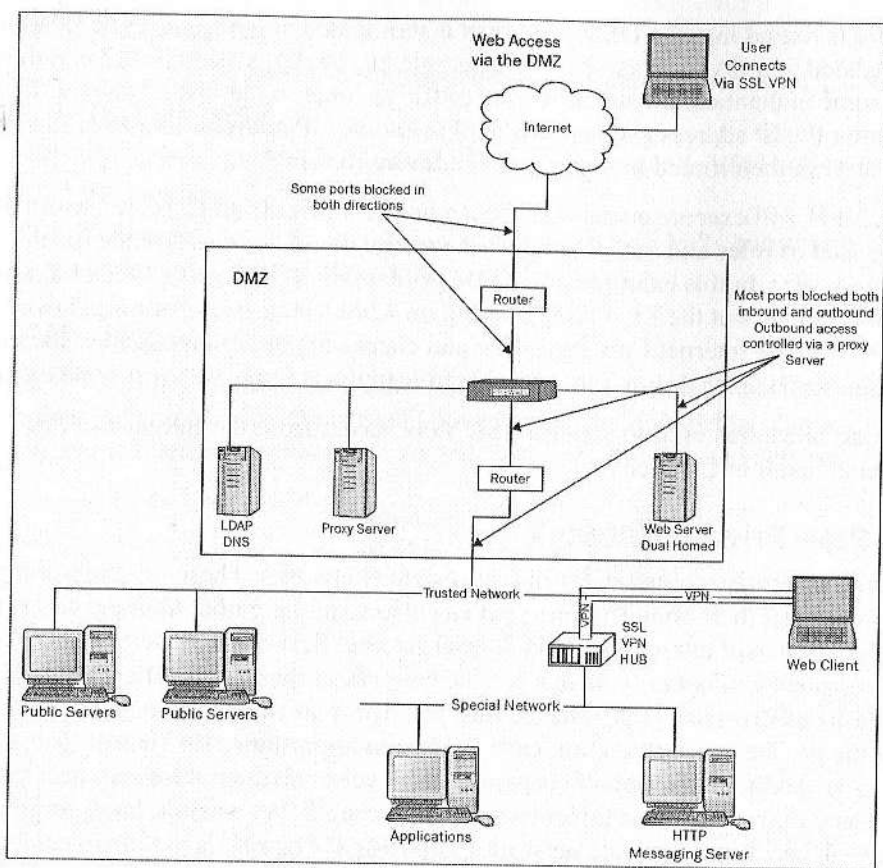 Web Access
via the DMZ
User
Connects
Via SSL VPN
Internet
Some ports blocked in
both directions
DMZ
Router
Most ports blocked both
inbound and outbound
Outbound access
controlled via a proxy
Server
Router
LDAP
DNS
Proxy Server
Web Server
Dual Homed
Trusted Network
VPN
VPN
SSL
VPN
HUB
Web Client
Public Servers
Public Servers
Special Network
Applications
HTTP
Messaging Server